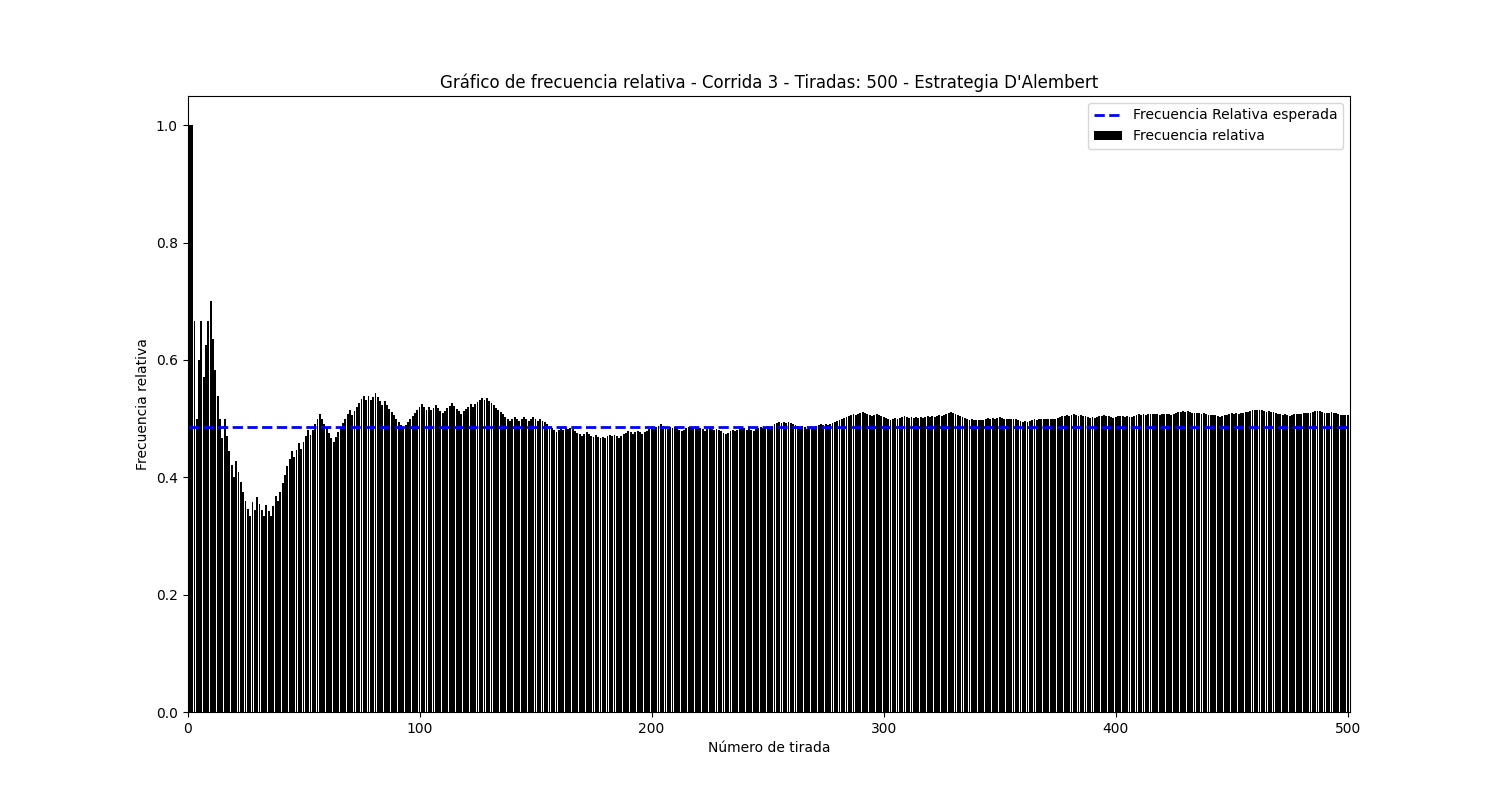 Gráfico de frecuencia relativa - Corrida 3 - Tiradas: 500 - Estrategia D'Alembert
Frecuencia Relativa esperada
Frecuencia relativa
1.0
0.8
0.6
0.4
0.2
0.0
Frecuencia relativa
0
100
200
300
400
500
Número de tirada